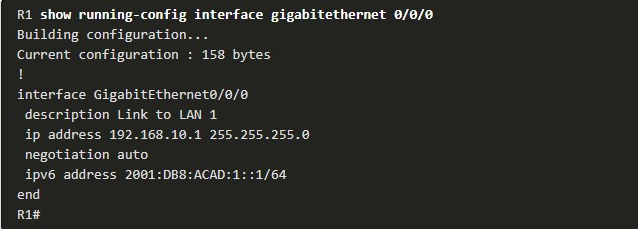 R1 show running-config interface gigabitethernet 0/0/0
Building configuration...
Current configuration : 158 bytes
!
interface GigabitEthernet0/0/0
 description Link to LAN 1
 ip address 192.168.10.1 255.255.255.0
 negotiation auto
 ipv6 address 2001:DB8:ACAD:1::1/64
end
R1#